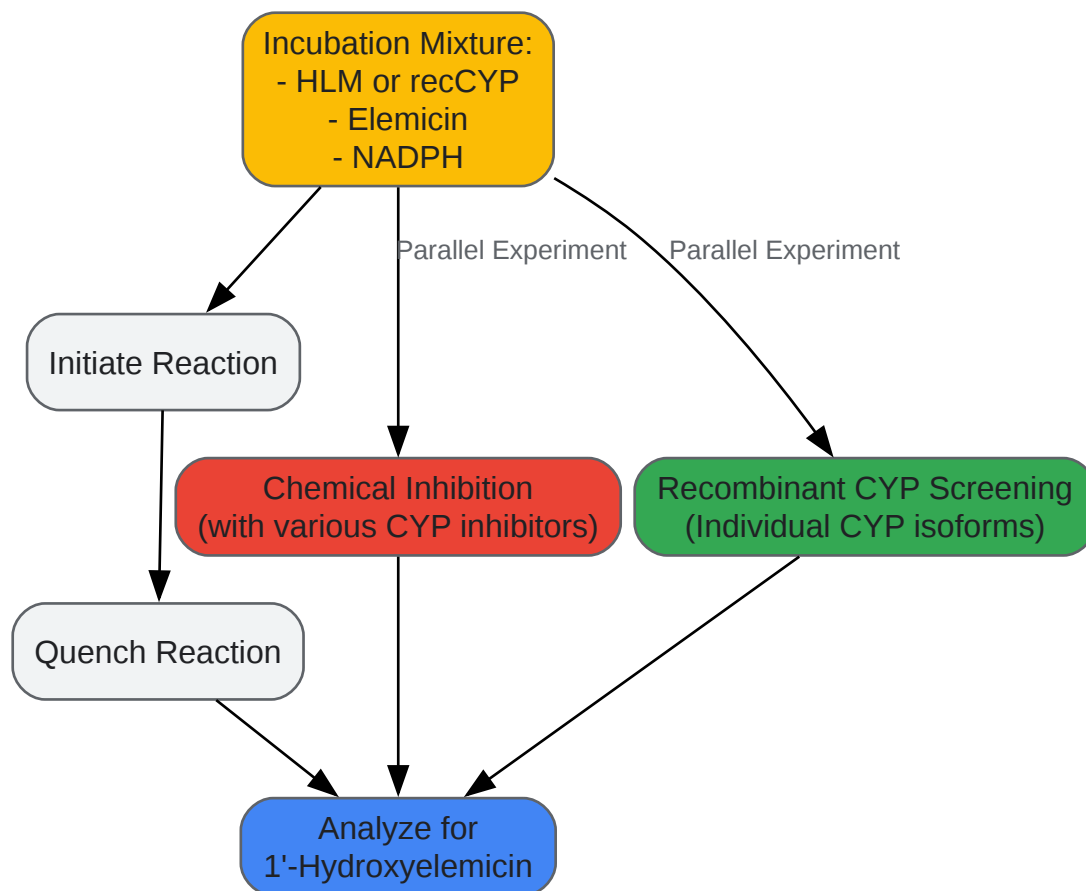 Incubation Mixture:
- HLM or recCYP
- Elemicin
- NADPH
Parallel Experiment
Parallel Experiment
Initiate Reaction
Chemical Inhibition
(with various CYP inhibitors)
Recombinant CYP Screening
(Individual CYP isoforms)
Quench Reaction
Analyze for
1'-Hydroxyelemicin